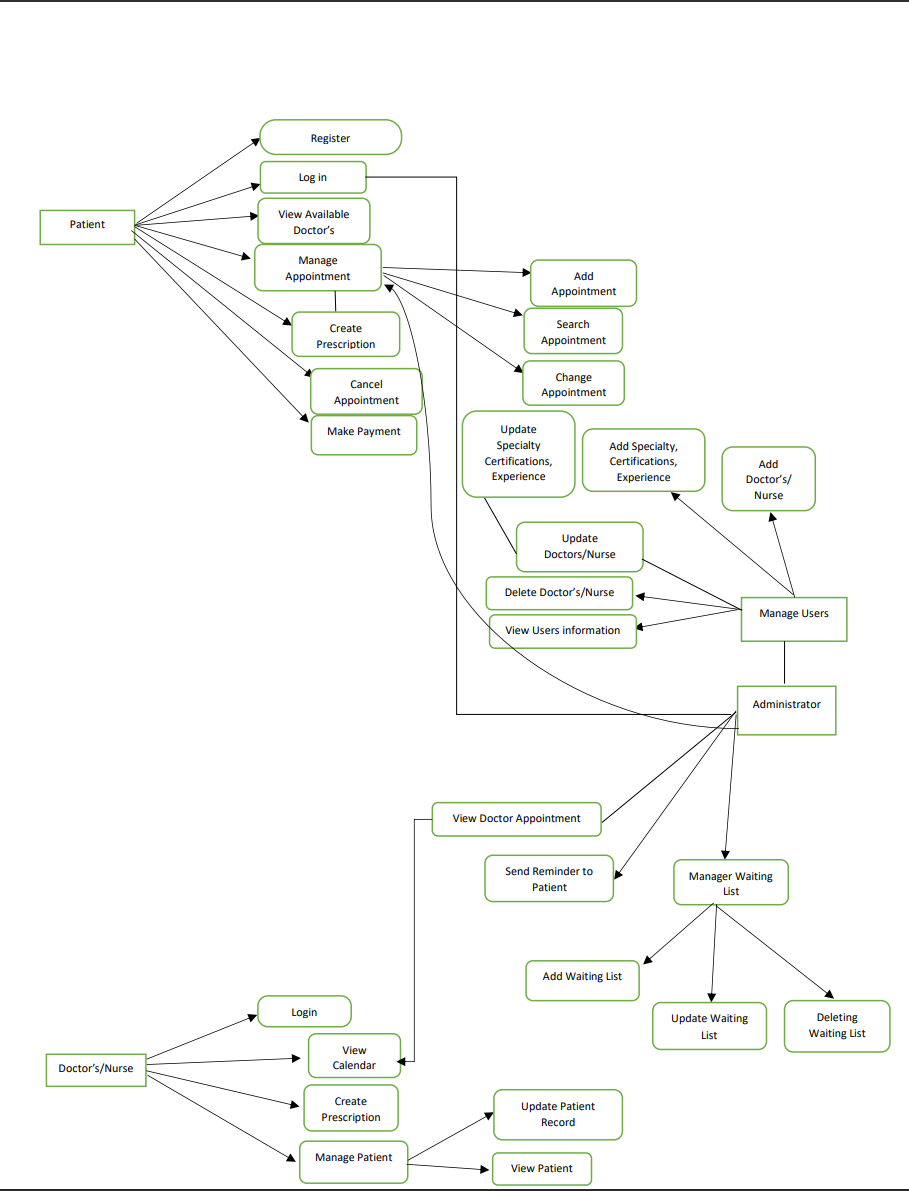 Register
Log in
Patient
View Available
Doctor's
Manage
Appointment
Add
Appointment
Search
Appointment
Create
Prescription
Change
Appointment
Cancel
Appointment
Make Payment
Update
Specialty
Certifications,
Experience
Add Specialty,
Certifications,
Experience
Add
Doctor's/
Nurse
Update
Doctors/Nurse
Delete Doctor's/Nurse
View Users information
Manage Users
Administrator
View Doctor Appointment
Send Reminder to
Patient
Manager Waiting
List
Add Waiting List
Update Waiting
List
Deleting
Waiting List
Login
Doctor's/Nurse
View
Calendar
Create
Prescription
Manage Patient
Update Patient
Record
View Patient